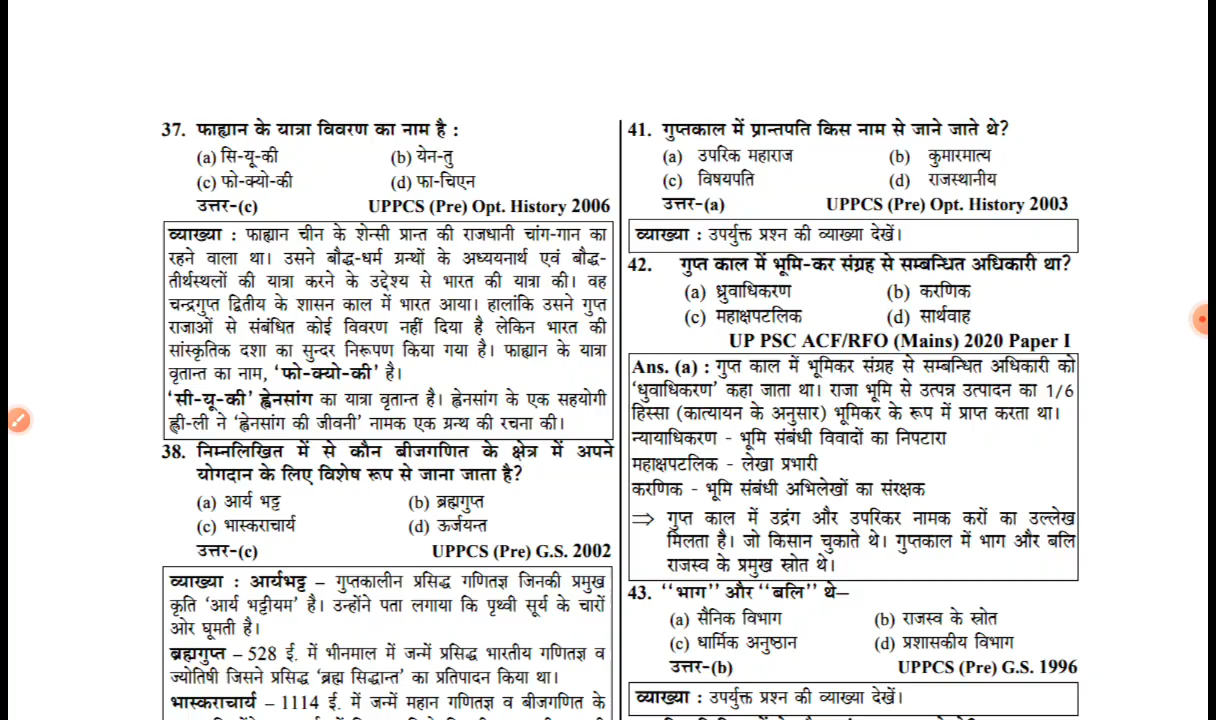 37. फाह्यान के यात्रा विवरण का नाम है :
(a) सि-यू-की (b) येन-तु
(c) फो-क्यो-की (d) फा-चिएन
उत्तर-(c) UPPCS (Pre) Opt. History 2006
व्याख्या : फाह्यान चीन के शेन्सी प्रान्त की राजधानी चांग-गान का
रहने वाला था। उसने बौद्ध-धर्म ग्रन्थों के अध्ययनार्थ एवं बौद्ध-
तीर्थस्थलों की यात्रा करने के उद्देश्य से भारत की यात्रा की। वह
चन्द्रगुप्त द्वितीय के शासन काल में भारत आया। हालांकि उसने गुप्त
राजाओं से संबंधित कोई विवरण नहीं दिया है लेकिन भारत की
सांस्कृतिक दशा का सुन्दर निरूपण किया गया है। फाह्यान के यात्रा
वृतान्त का नाम, 'फो-क्यो-की' है।
'सी-यू-की' ह्वेनसांग का यात्रा वृतान्त है। ह्वेनसांग के एक सहयोगी
ह्वी-ली ने 'ह्वेनसांग की जीवनी' नामक एक ग्रन्थ की रचना की।
38. निम्नलिखित में से कौन बीजगणित के क्षेत्र में अपने
योगदान के लिए विशेष रूप से जाना जाता है?
(a) आर्य भट्ट (b) ब्रह्मगुप्त
(c) भास्कराचार्य (d) ऊर्जयन्त
उत्तर-(c) UPPCS (Pre) G.S. 2002
व्याख्या : आर्यभट्ट – गुप्तकालीन प्रसिद्ध गणितज्ञ जिनकी प्रमुख
कृति 'आर्य भट्टीयम' है। उन्होंने पता लगाया कि पृथ्वी सूर्य के चारों
ओर घूमती है।
ब्रह्मगुप्त – 528 ई. में भीनमाल में जन्में प्रसिद्ध भारतीय गणितज्ञ व
ज्योतिषी जिसने प्रसिद्ध 'ब्रह्म सिद्धान्त' का प्रतिपादन किया था।
भास्कराचार्य – 1114 ई. में जन्में महान गणितज्ञ व बीजगणित के
41. गुप्तकाल में प्रान्तपति किस नाम से जाने जाते थे?
(a) उपरिक महाराज (b) कुमारमात्य
(c) विषयपति (d) राजस्थानीय
उत्तर-(a) UPPCS (Pre) Opt. History 2003
व्याख्या : उपर्युक्त प्रश्न की व्याख्या देखें।
42. गुप्त काल में भूमि-कर संग्रह से सम्बन्धित अधिकारी था?
(a) ध्रुवाधिकरण (b) करणिक
(c) महाक्षपटलिक (d) सार्थवाह
UP PSC ACF/RFO (Mains) 2020 Paper I
Ans. (a) : गुप्त काल में भूमिकर संग्रह से सम्बन्धित अधिकारी को
'धुवाधिकरण' कहा जाता था। राजा भूमि से उत्पन्न उत्पादन का 1/6
हिस्सा (कात्यायन के अनुसार) भूमिकर के रूप में प्राप्त करता था।
न्यायाधिकरण - भूमि संबंधी विवादों का निपटारा
महाक्षपटलिक - लेखा प्रभारी
करणिक - भूमि संबंधी अभिलेखों का संरक्षक
⇒ गुप्त काल में उद्रंग और उपरिकर नामक करों का उल्लेख
मिलता है। जो किसान चुकाते थे। गुप्तकाल में भाग और बलि
राजस्व के प्रमुख स्रोत थे।
43. ‘‘भाग’’ और ‘‘बलि’’ थे–
(a) सैनिक विभाग (b) राजस्व के स्रोत
(c) धार्मिक अनुष्ठान (d) प्रशासकीय विभाग
उत्तर-(b) UPPCS (Pre) G.S. 1996
व्याख्या : उपर्युक्त प्रश्न की व्याख्या देखें।